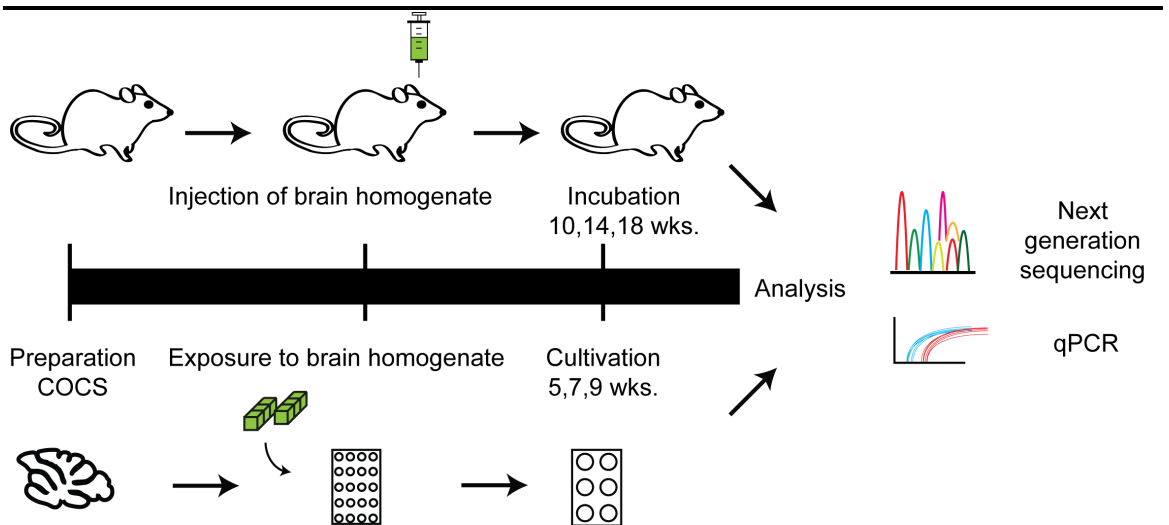 Injection of brain homogenate
Incubation
10,14,18 wks.
Next
generation
sequencing
Analysis
Preparation
COCS
Exposure to brain homogenate
Cultivation
5,7,9 wks.
qPCR